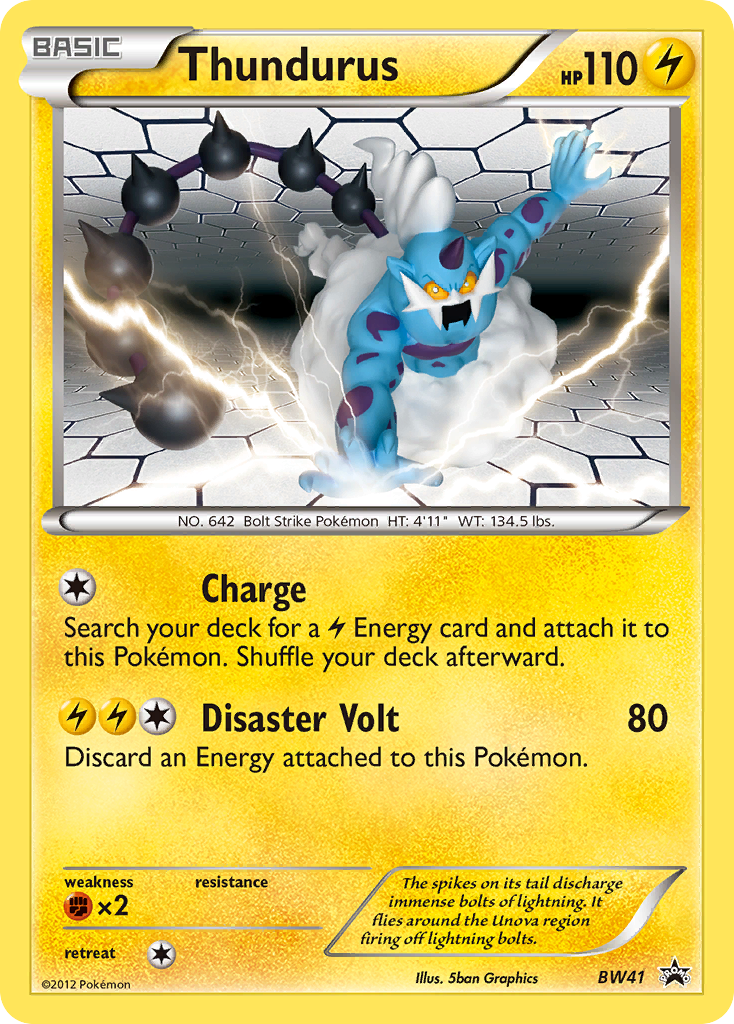 BASIC
Thundurus
HP110
NO. 642 Bolt Strike Pokémon HT: 4'11" WT: 134.5 lbs.
Charge
Search your deck for a Energy card and attach it to
this Pokémon. Shuffle your deck afterward.
Disaster Volt 80
Discard an Energy attached to this Pokémon.
weakness resistance
×2
retreat
The spikes on its tail discharge
immense bolts of lightning. It
flies around the Unova region
firing off lightning bolts.
©2012 Pokémon
Illus. 5ban Graphics
BW41
PROMO